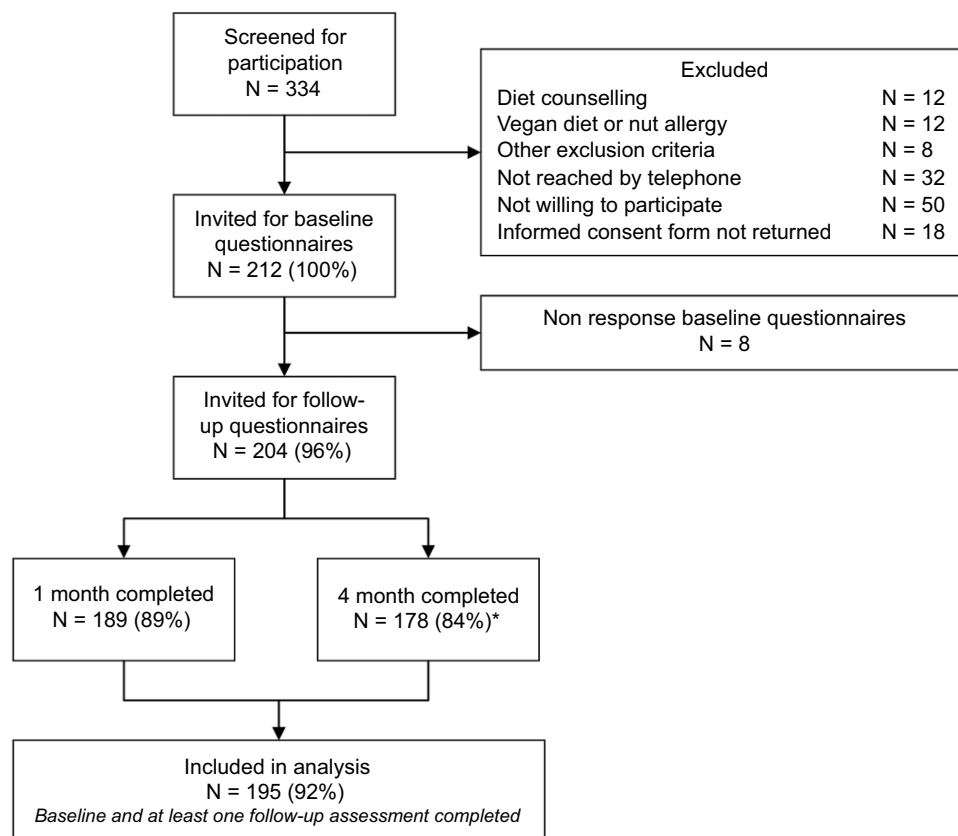 Screened for
participation
N = 334
Excluded
Diet counselling N = 12
Vegan diet or nut allergy N = 12
Other exclusion criteria N = 8
Not reached by telephone N = 32
Not willing to participate N = 50
Informed consent form not returned N = 18
Invited for baseline
questionnaires
N = 212 (100%)
Non response baseline questionnaires
N = 8
Invited for follow-
up questionnaires
N = 204 (96%)
1 month completed
N = 189 (89%)
4 month completed
N = 178 (84%)*
Included in analysis
N = 195 (92%)
Baseline and at least one follow-up assessment completed